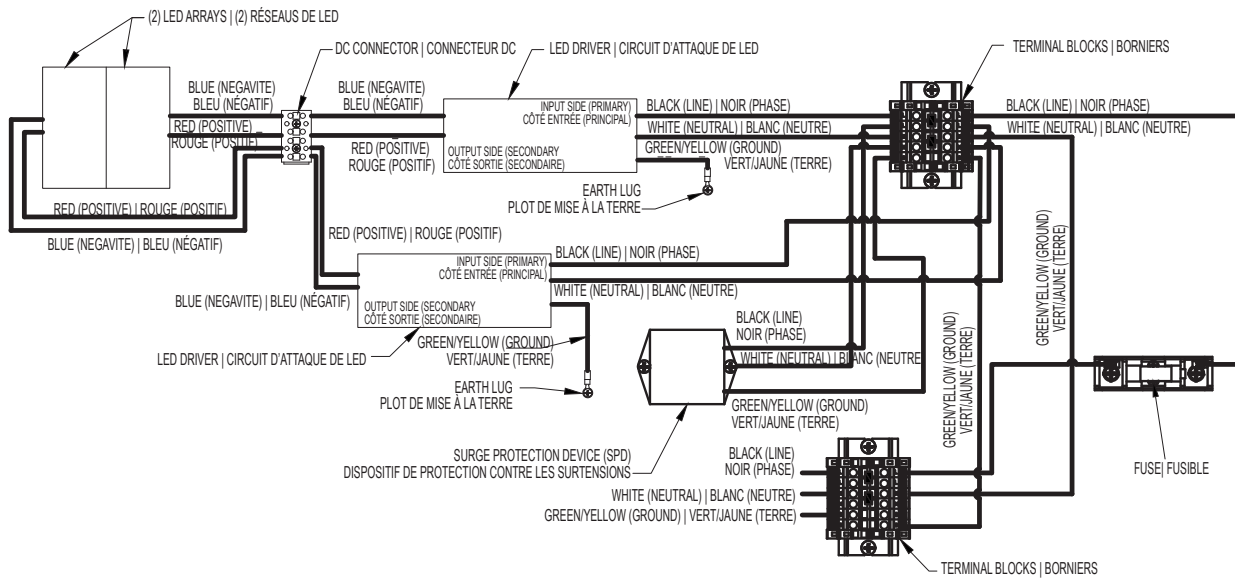 (2) LED ARRAYS | (2) RÉSEAUS DE LED
DC CONNECTOR | CONNECTEUR DC
LED DRIVER | CIRCUIT D'ATTAQUE DE LED
TERMINAL BLOCKS | BORNIERS
BLUE (NEGAVITE)
BLEU (NÉGATIF)
BLUE (NEGAVITE)
BLEU (NÉGATIF)
INPUT SIDE (PRIMARY)
CÔTÉ ENTRÉE (PRINCIPAL)
BLACK (LINE) | NOIR (PHASE)
BLACK (LINE) | NOIR (PHASE)
RED (POSITIVE)
ROUGE (POSITIF)
WHITE (NEUTRAL) | BLANC (NEUTRE)
WHITE (NEUTRAL) | BLANC (NEUTRE)
RED (POSITIVE)
ROUGE (POSITIF)
OUTPUT SIDE (SECONDARY
CÔTÉ SORTIE (SECONDAIRE)
GREEN/YELLOW (GROUND)
VERT/JAUNE (TERRE)
EARTH LUG
PLOT DE MISE À LA TERRE
RED (POSITIVE) | ROUGE (POSITIF)
BLUE (NEGAVITE) | BLEU (NÉGATIF)
RED (POSITIVE) | ROUGE (POSITIF)
BLACK (LINE) | NOIR (PHASE)
INPUT SIDE (PRIMARY)
CÔTÉ ENTRÉE (PRINCIPAL)
WHITE (NEUTRAL) | BLANC (NEUTRE)
BLUE (NEGAVITE) | BLEU (NÉGATIF)
OUTPUT SIDE (SECONDARY
CÔTÉ SORTIE (SECONDAIRE)
GREEN/YELLOW (GROUND)
VERT/JAUNE (TERRE)
LED DRIVER | CIRCUIT D'ATTAQUE DE LED
EARTH LUG
PLOT DE MISE À LA TERRE
BLACK (LINE)
NOIR (PHASE)
WHITE (NEUTRAL) | BLANC (NEUTRE)
GREEN/YELLOW (GROUND)
VERT/JAUNE (TERRE)
GREEN/YELLOW (GROUND)
VERT/JAUNE (TERRE)
GREEN/YELLOW (GROUND)
VERT/JAUNE (TERRE)
SURGE PROTECTION DEVICE (SPD)
DISPOSITIF DE PROTECTION CONTRE LES SURTENSIONS
BLACK (LINE)
NOIR (PHASE)
WHITE (NEUTRAL) | BLANC (NEUTRE)
GREEN/YELLOW (GROUND) | VERT/JAUNE (TERRE)
FUSE| FUSIBLE
TERMINAL BLOCKS | BORNIERS